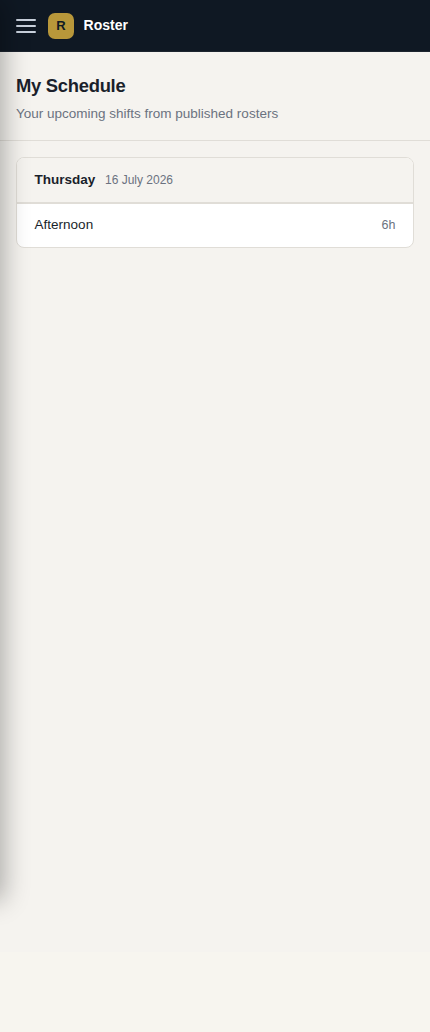 R Roster
My Schedule
Your upcoming shifts from published rosters
Thursday 16 July 2026
Afternoon 6h